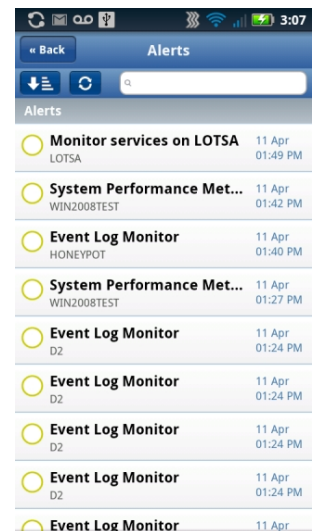 3:07
« Back
Alerts
Alerts
Monitor services on LOTSA
11 Apr
LOTSA
01:49 PM
System Performance Met...
11 Apr
WIN2008TEST
01:42 PM
Event Log Monitor
11 Apr
HONEYPOT
01:40 PM
System Performance Met...
11 Apr
WIN2008TEST
01:27 PM
Event Log Monitor
11 Apr
D2
01:24 PM
Event Log Monitor
11 Apr
D2
01:24 PM
Event Log Monitor
11 Apr
D2
01:24 PM
Event Log Monitor
11 Apr
D2
01:24 PM
Event Log Monitor
11 Apr